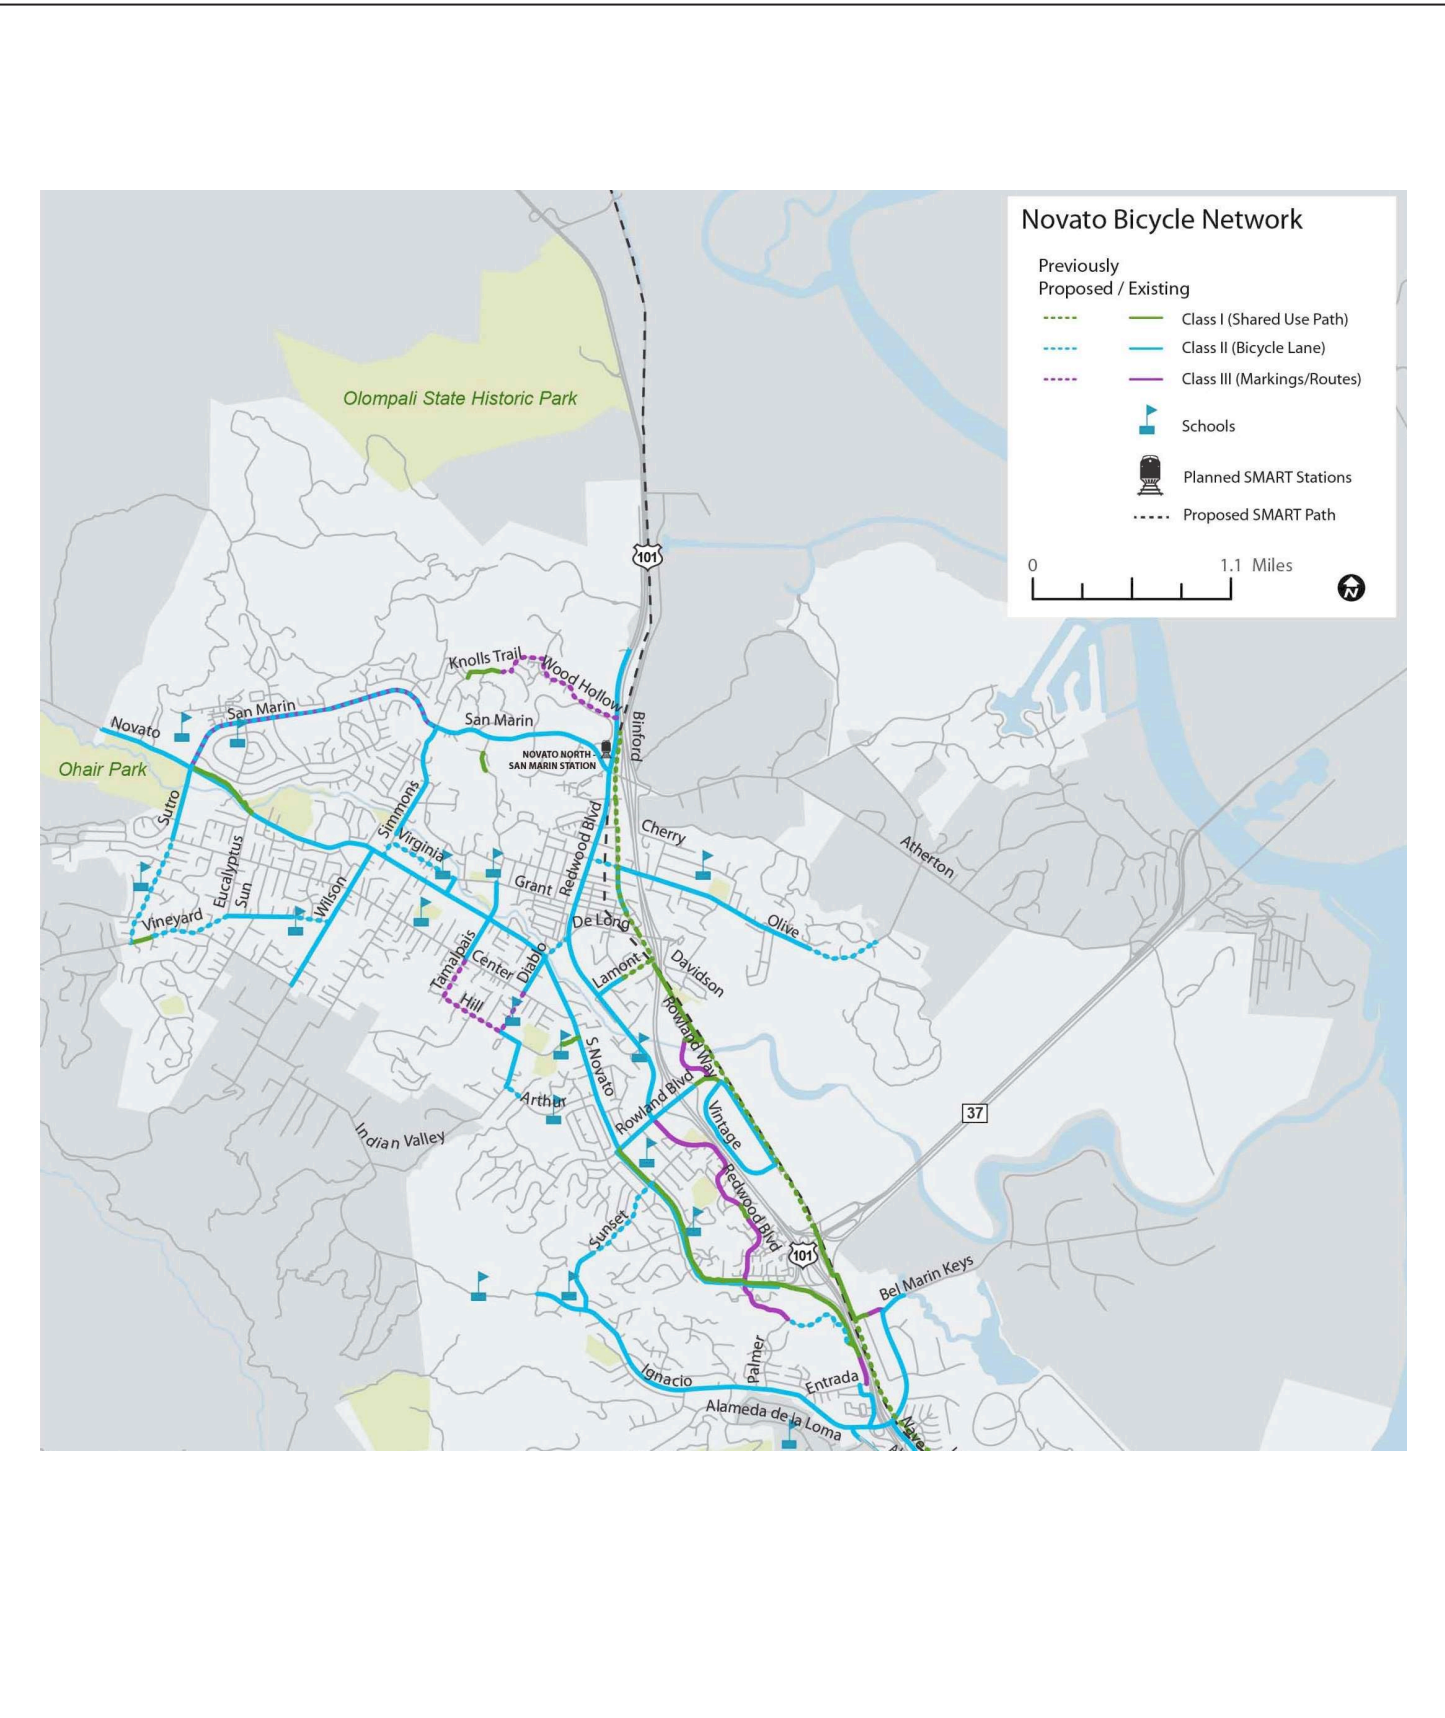 Novato Bicycle Network
Previously
Proposed / Existing
Class I (Shared Use Path)
Class II (Bicycle Lane)
Class III (Markings/Routes)
Schools
Planned SMART Stations
Proposed SMART Path
0
1.1 Miles
N
Olompali State Historic Park
101
Knolls Trail
Wood Hollow
San Marin
San Marin
Novato
Binford
NOVATO NORTH -
SAN MARIN STATION
Ohair Park
Sutro
Simmons
Virginia
Redwood Blvd
Cherry
Atherton
Eucalyptus
Sun
Wilson
Grant
Vineyard
De Long
Olive
Tamalpais
Center
Diablo
Lamont
Davidson
Hill
Rowland Way
S.Novato
Arthur
Rowland Blvd
Vintage
37
Indian Valley
Redwood Blvd
Sunset
101
Bel Marin Keys
Palmer
Ignacio
Entrada
Alameda de la Loma